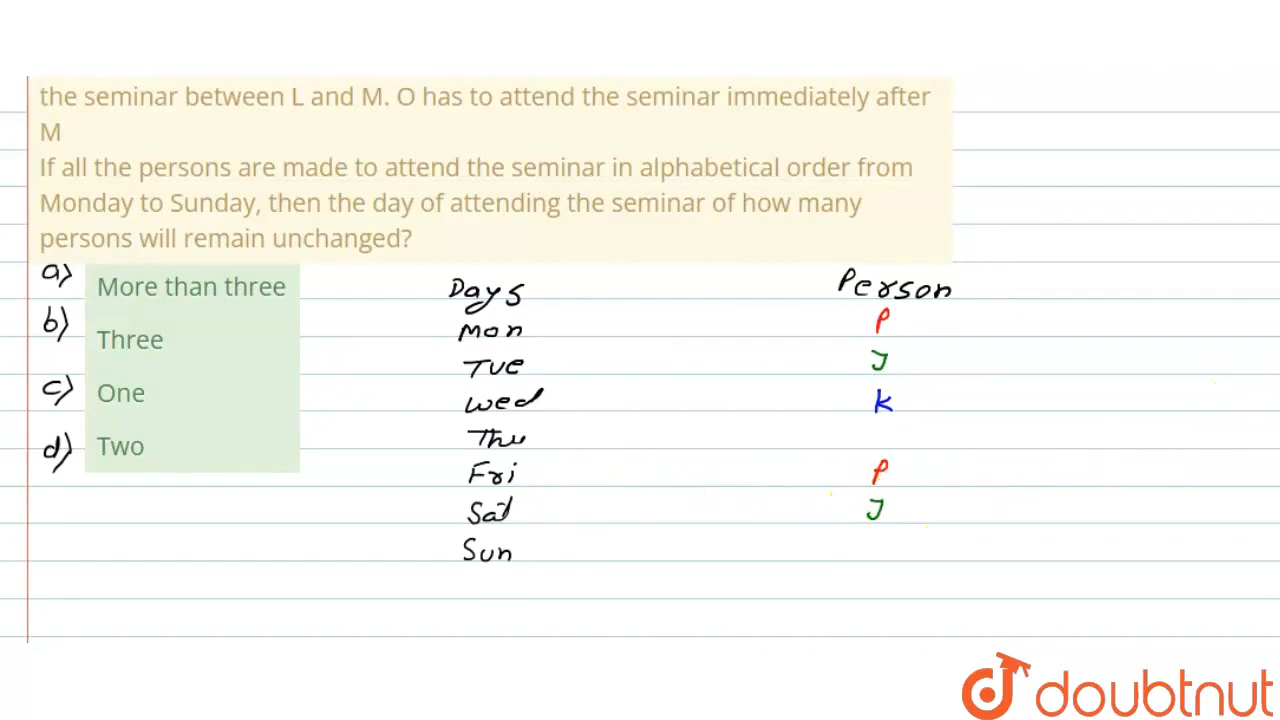 the seminar between L and M. O has to attend the seminar immediately after
M
If all the persons are made to attend the seminar in alphabetical order from
Monday to Sunday, then the day of attending the seminar of how many
persons will remain unchanged?
a) More than three
b) Three
c) One
d) Two
Days Person
Mon P
Tue J
Wed K
Thu
Fri P
Sat J
Sun
doubtnut